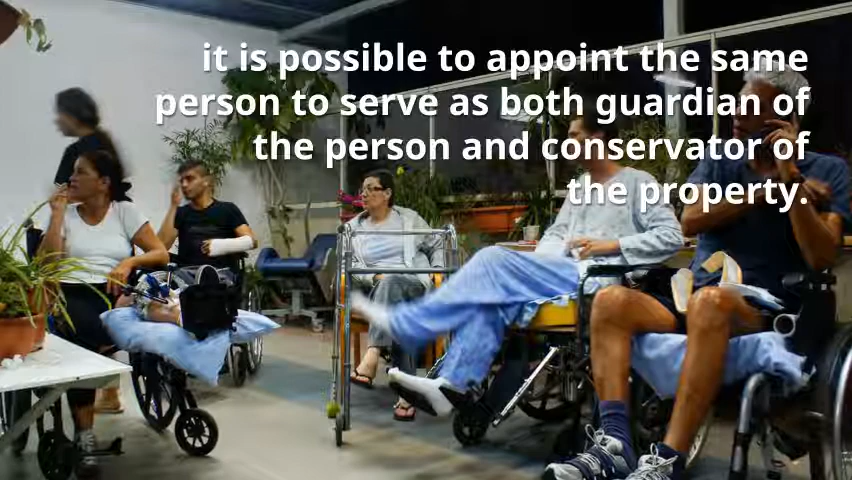 it is possible to appoint the same
person to serve as both guardian of
the person and conservator of
the property.